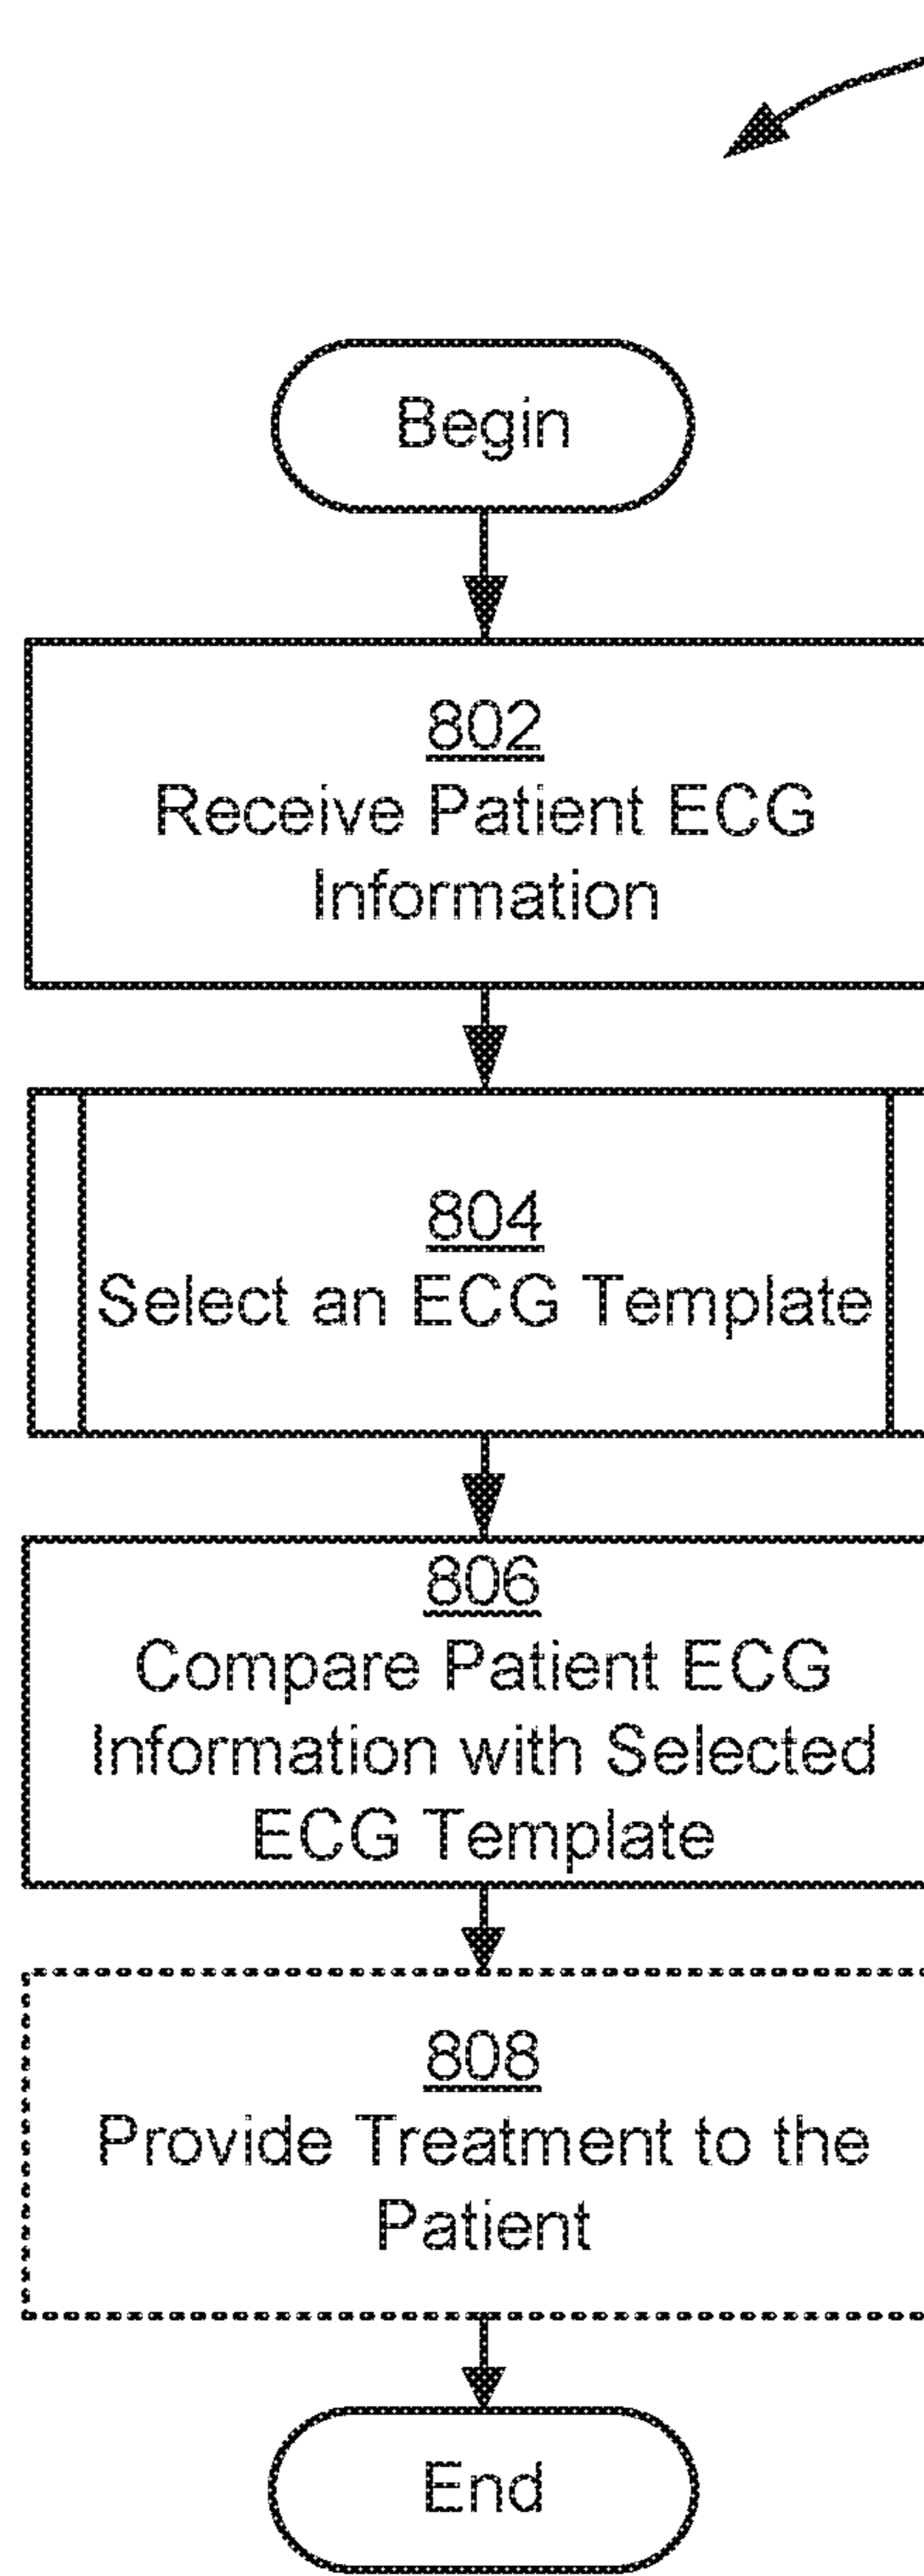 Begin
802
Receive Patient ECG
Information
804
Select an ECG Template
806
Compare Patient ECG
Information with Selected
ECG Template
808
Provide Treatment to the
Patient
End